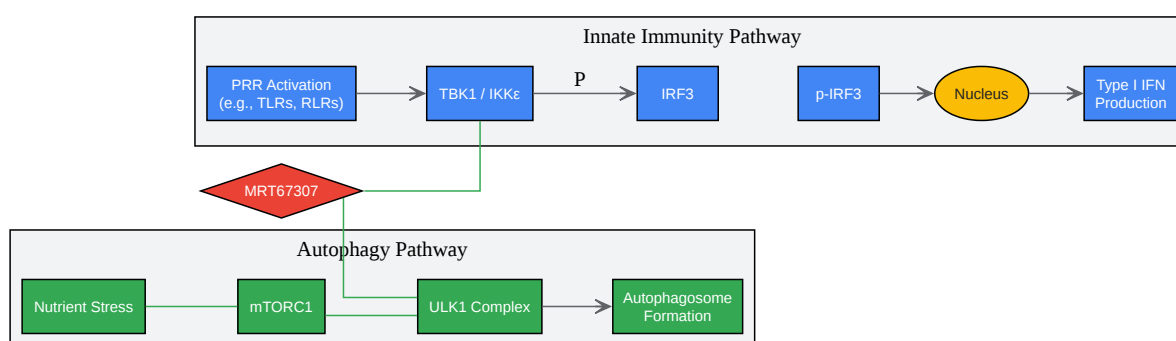 Innate Immunity Pathway
PRR Activation
(e.g., TLRs, RLRs)
TBK1 / IKKε
P
IRF3
p-IRF3
Nucleus
Type I IFN
Production
MRT67307
Autophagy Pathway
Nutrient Stress
mTORC1
ULK1 Complex
Autophagosome
Formation